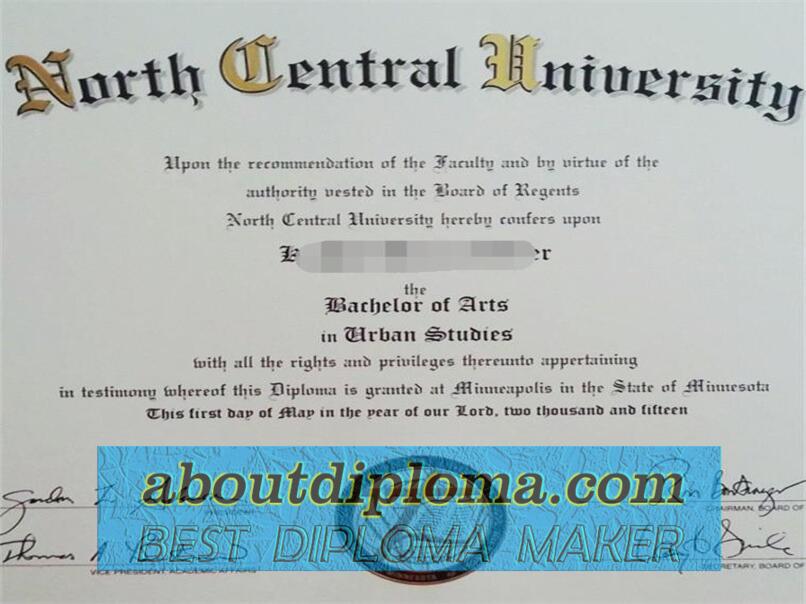 North Central University
Upon the recommendation of the Faculty and by virtue of the
authority vested in the Board of Regents
North Central University hereby confers upon
the
Bachelor of Arts
in Urban Studies
with all the rights and privileges thereunto appertaining
in testimony whereof this Diploma is granted at Minneapolis in the State of Minnesota
This first day of May in the year of our Lord, two thousand and fifteen
aboutdiploma.com
PRESIDENT
CHAIRMAN, BOARD OF
BEST DIPLOMA MAKER
Thomas A.
VICE PRESIDENT, ACADEMIC AFFAIRS
SECRETARY, BOARD OF